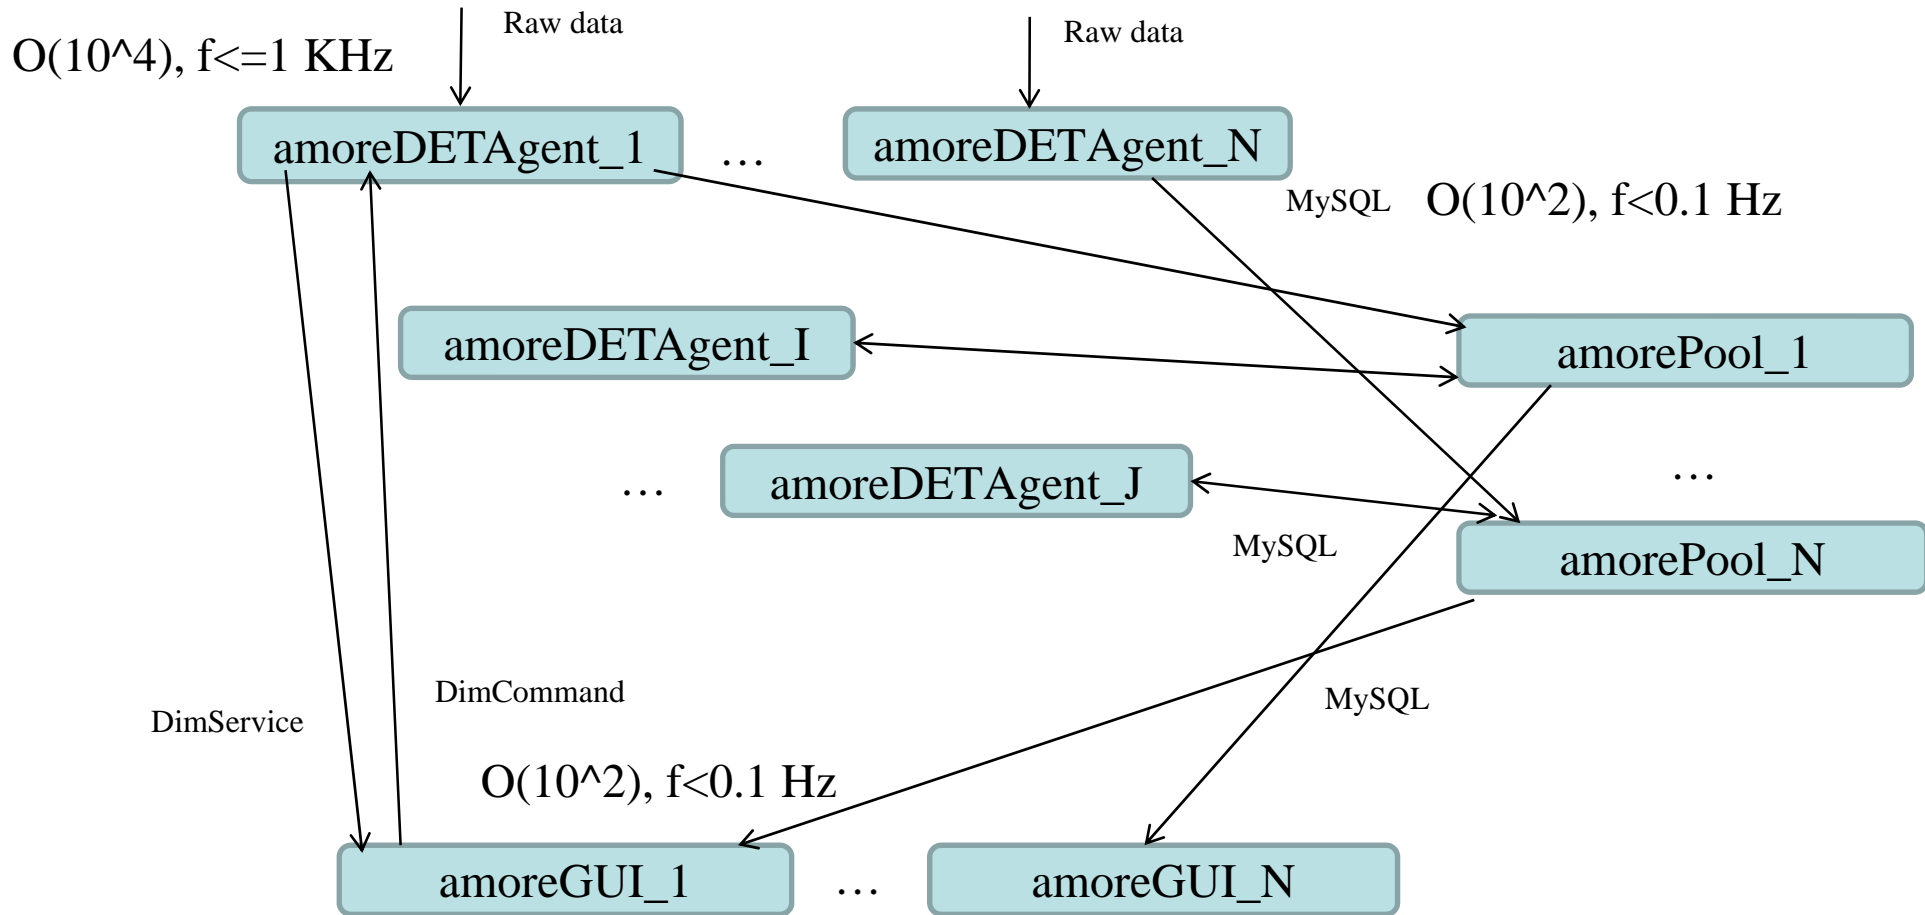 Raw data
Raw data
O(10^4), f<=1 KHz
amoreDETAgent_1
…
amoreDETAgent_N
MySQL
O(10^2), f<0.1 Hz
amoreDETAgent_I
amorePool_1
…
amoreDETAgent_J
…
MySQL
amorePool_N
DimCommand
MySQL
DimService
O(10^2), f<0.1 Hz
amoreGUI_1
…
amoreGUI_N